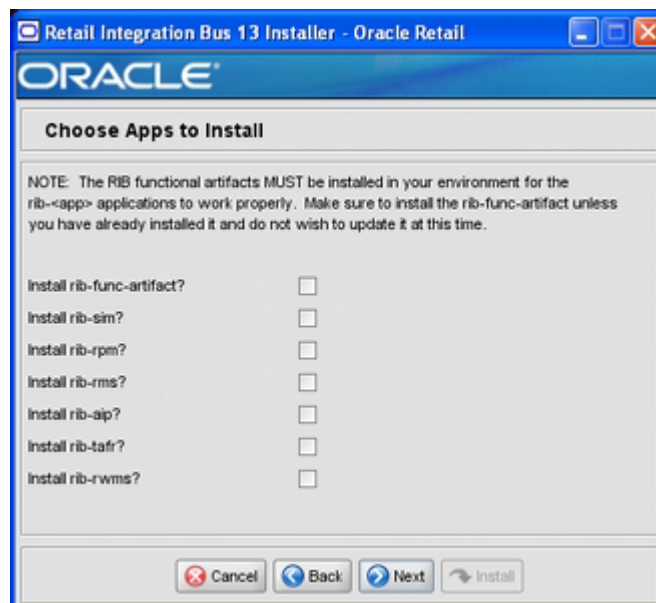 Retail Integration Bus 13 Installer - Oracle Retail
ORACLE
Choose Apps to Install
NOTE: The RIB functional artifacts MUST be installed in your environment for the
rib-<app> applications to work properly. Make sure to install the rib-func-artifact unless
you have already installed it and do not wish to update it at this time.
Install rib-func-artifact?
Install rib-sim?
Install rib-rpm?
Install rib-rms?
Install rib-aip?
Install rib-tafr?
Install rib-rwms?
Cancel Back Next Install